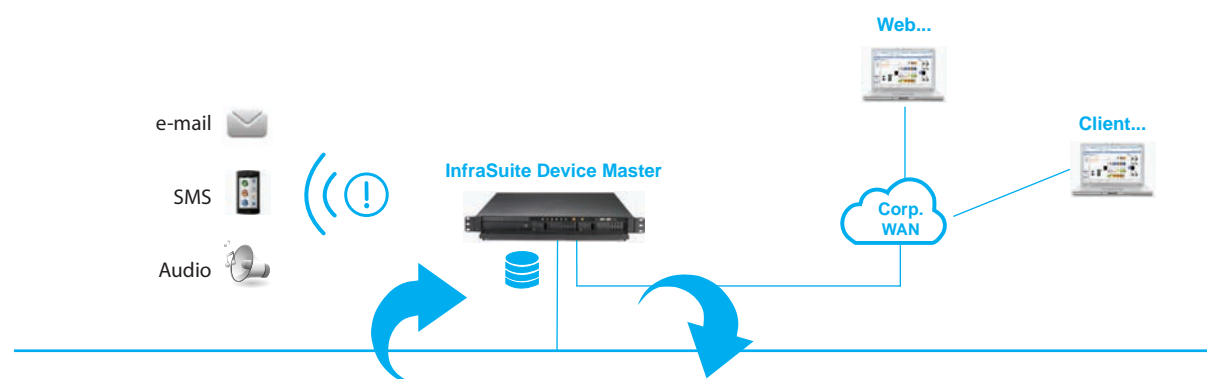 Web...
Client...
e-mail
InfraSuite Device Master
SMS
Corp.
WAN
Audio